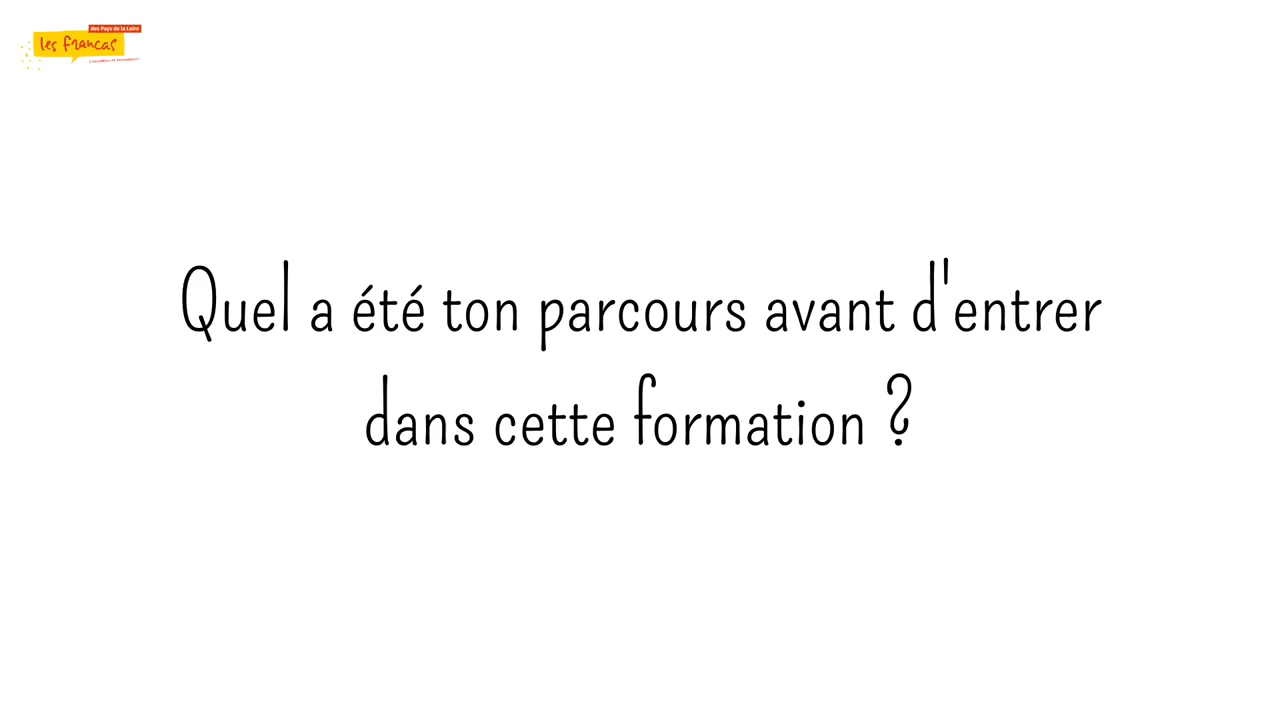 des Pays de la Loire
les francas
Quel a été ton parcours avant d'entrer
dans cette formation ?